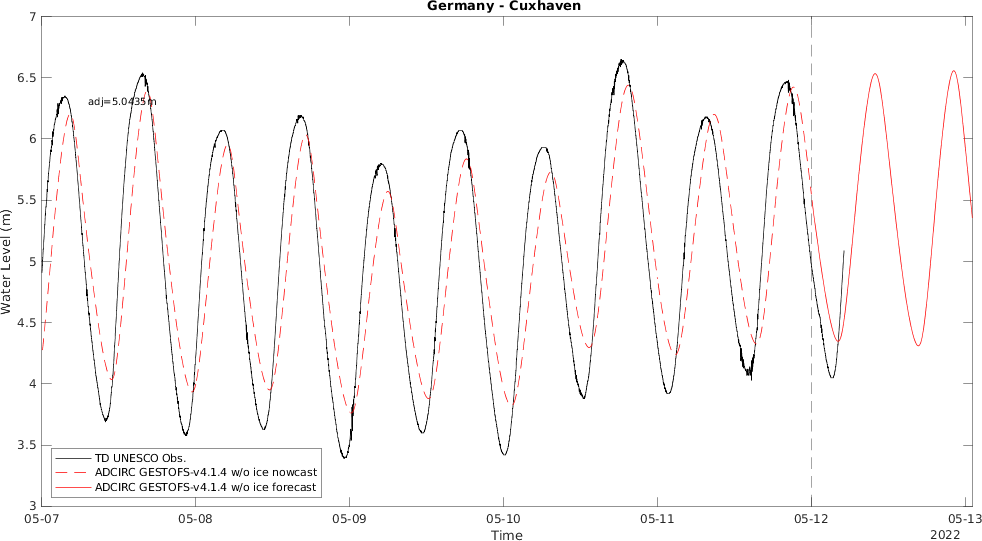 Germany - Cuxhaven
7
6.5
6
5.5
5
4.5
4
3.5
3
Water Level (m)
adj=5.0435m
TD UNESCO Obs.
ADCIRC GESTOFS-v4.1.4 w/o ice nowcast
ADCIRC GESTOFS-v4.1.4 w/o ice forecast
05-07
05-08
05-09
05-10
05-11
05-12
05-13
Time
2022